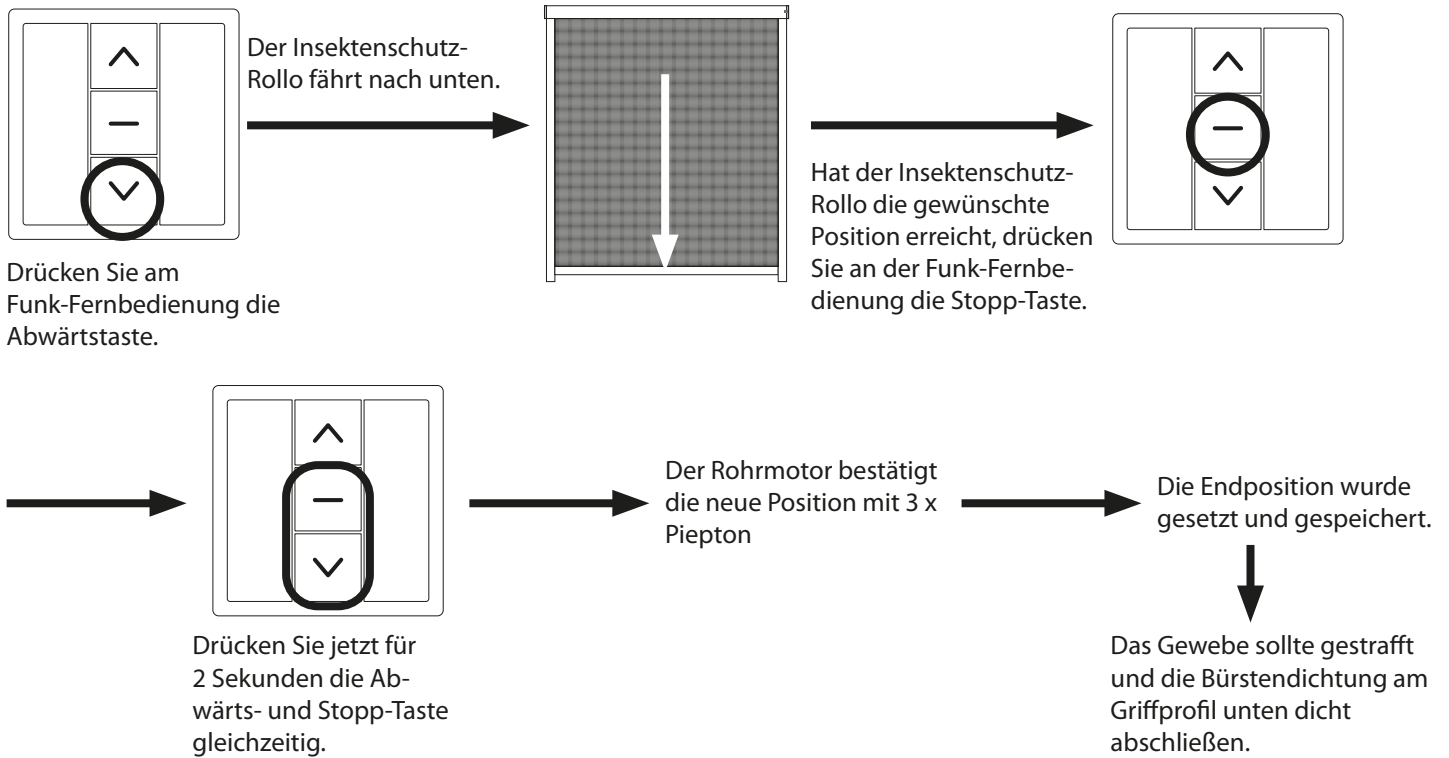 Der Insektenschutz-
Rollo fährt nach unten.
Drücken Sie am
Funk-Fernbedienung die
Abwärtstaste.
Hat der Insektenschutz-
Rollo die gewünschte
Position erreicht, drücken
Sie an der Funk-Fernbe-
dienung die Stopp-Taste.
Drücken Sie jetzt für
2 Sekunden die Ab-
wärts- und Stopp-Taste
gleichzeitig.
Der Rohrmotor bestätigt
die neue Position mit 3 x
Piepton
Die Endposition wurde
gesetzt und gespeichert.
Das Gewebe sollte gestrafft
und die Bürstendichtung am
Griffprofil unten dicht
abschließen.